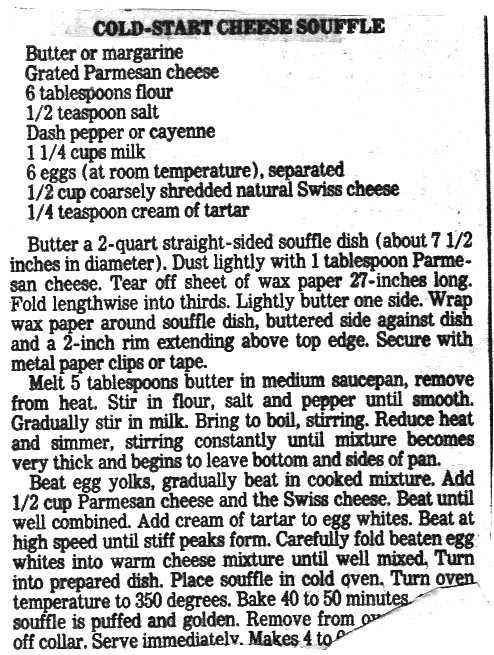 COLD-START CHEESE SOUFFLE
Butter or margarine
Grated Parmesan cheese
6 tablespoons flour
1/2 teaspoon salt
Dash pepper or cayenne
1 1/4 cups milk
6 eggs (at room temperature), separated
1/2 cup coarsely shredded natural Swiss cheese
1/4 teaspoon cream of tartar
Butter a 2-quart straight-sided souffle dish (about 7 1/2
inches in diameter). Dust lightly with 1 tablespoon Parme-
san cheese. Tear off sheet of wax paper 27-inches long.
Fold lengthwise into thirds. Lightly butter one side. Wrap
wax paper around souffle dish, buttered side against dish
and a 2-inch rim extending above top edge. Secure with
metal paper clips or tape.
Melt 5 tablespoons butter in medium saucepan, remove
from heat. Stir in flour, salt and pepper until smooth.
Gradually stir in milk. Bring to boil, stirring. Reduce heat
and simmer, stirring constantly until mixture becomes
very thick and begins to leave bottom and sides of pan.
Beat egg yolks, gradually beat in cooked mixture. Add
1/2 cup Parmesan cheese and the Swiss cheese. Beat until
well combined. Add cream of tartar to egg whites. Beat at
high speed until stiff peaks form. Carefully fold beaten egg
whites into warm cheese mixture until well mixed. Turn
into prepared dish. Place souffle in cold oven. Turn oven
temperature to 350 degrees. Bake 40 to 50 minutes
souffle is puffed and golden. Remove from
off collar. Serve immediately. Makes 4 to